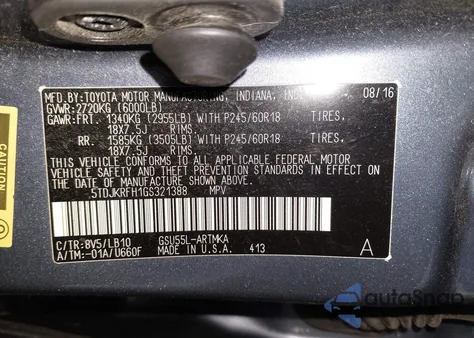 MFD.BY:TOYOTA MOTOR MANUFACTURING, INDIANA, 08/16
GVWR:2720KG (6000LB)
GAWR:FRT. 1340KG (2955LB) WITH P245/60R18 TIRES,
18X7.5J RIMS.
RR. 1585KG (3505LB) WITH P245/60R18 TIRES,
18X7.5J RIMS.
THIS VEHICLE CONFORMS TO ALL APPLICABLE FEDERAL MOTOR
VEHICLE SAFETY AND THEFT PREVENTION STANDARDS IN EFFECT
ON THE DATE OF MANUFACTURE SHOWN ABOVE.
5TDJKRFH1GS321388 MPV
C/TR:8V5/LB10 GSU55L-ARTMKA
A/TM:-01A/U660F MADE IN U.S.A. 413 A
CAUTION
autoSnap